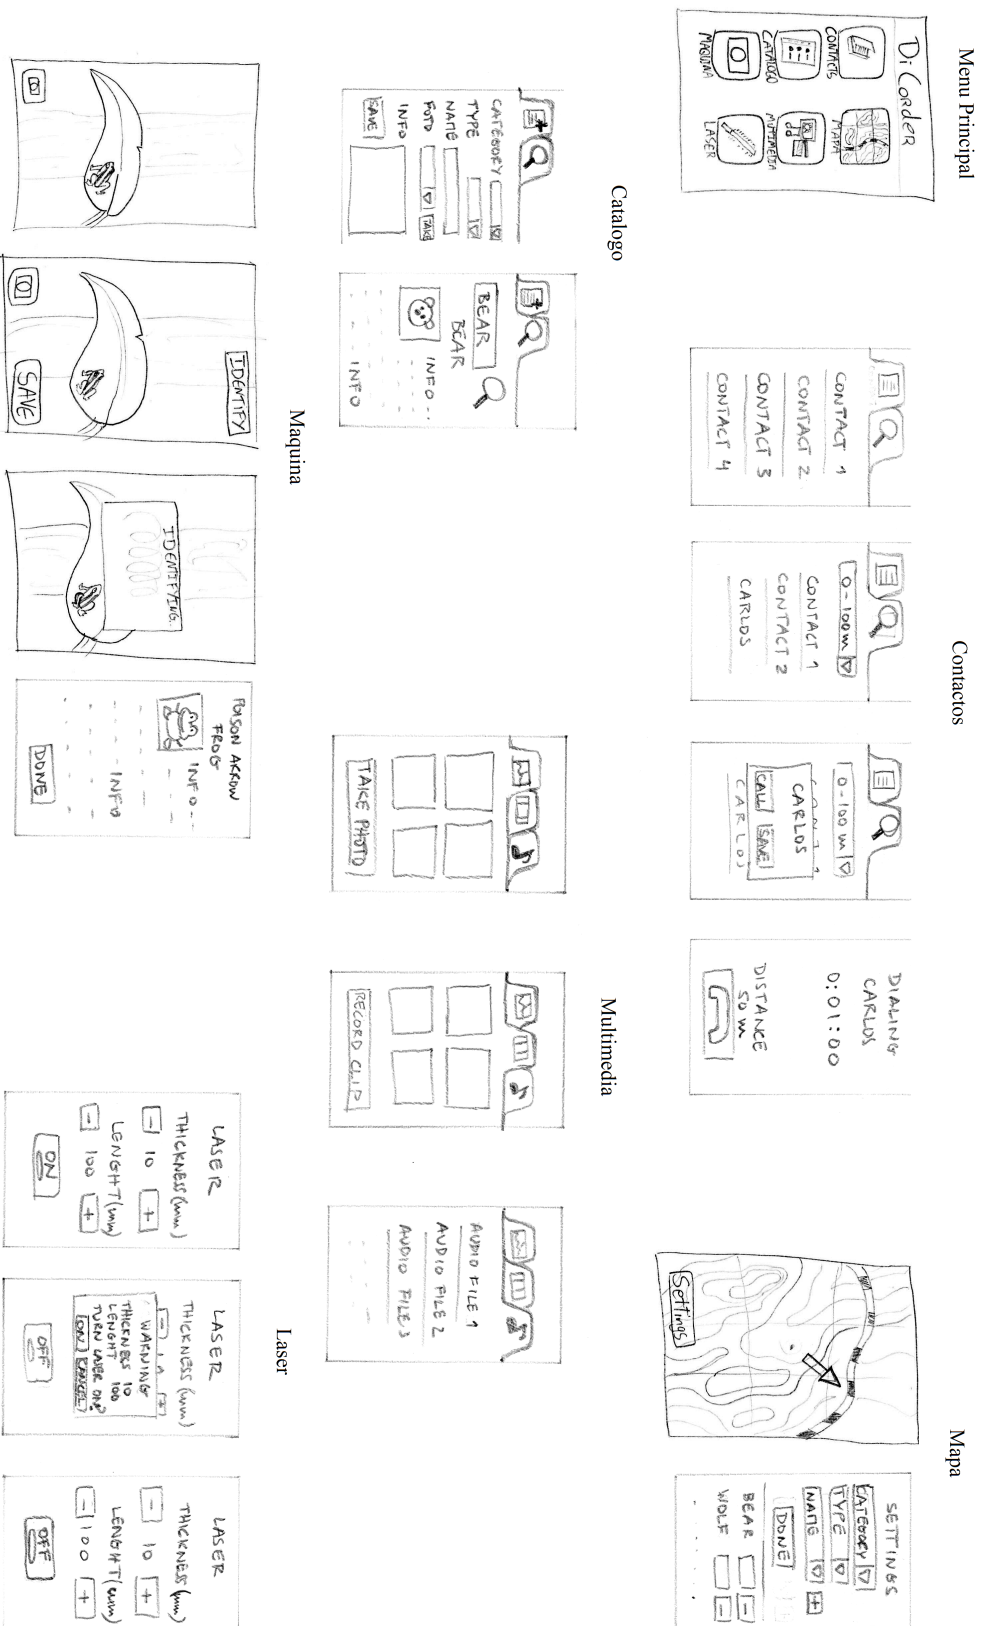 Menu Principal
DiCorder
CONTACTS
MAPA
CATALOGO
MULTIMEDIA
MAQUINA
LASER
Contactos
CONTACT 1
CONTACT 2
CONTACT 3
CONTACT 4
0-100m
CONTACT 1
CONTACT 2
CARLOS
0-100m
CARLOS
CALL SAVE
CARLOS
DIALING
CARLOS
0:01:00
DISTANCE
50 m
Mapa
Settings
SETTINGS
CATEGORY
TYPE
NAME +
DONE
BEAR -
WOLF -
Catalogo
CATEGORY
TYPE
NAME
FOTO TAKE
INFO
SAVE
BEAR
BEAR
INFO
INFO
Multimedia
TAKE PHOTO
RECORD CLIP
AUDIO FILE 1
AUDIO FILE 2
AUDIO FILE 3
Maquina
IDENTIFY
SAVE
IDENTIFYING...
POISON ARROW
FROG
INFO
INFO
DONE
Laser
LASER
THICKNESS (mm)
- 10 +
LENGHT (mm)
- 100 +
ON
LASER
THICKNESS (mm)
WARNING
THICKNESS 10
LENGHT 100
TURN LASER ON?
ON CANCEL
OFF
LASER
THICKNESS (mm)
- 10 +
LENGHT (mm)
- 100 +
OFF